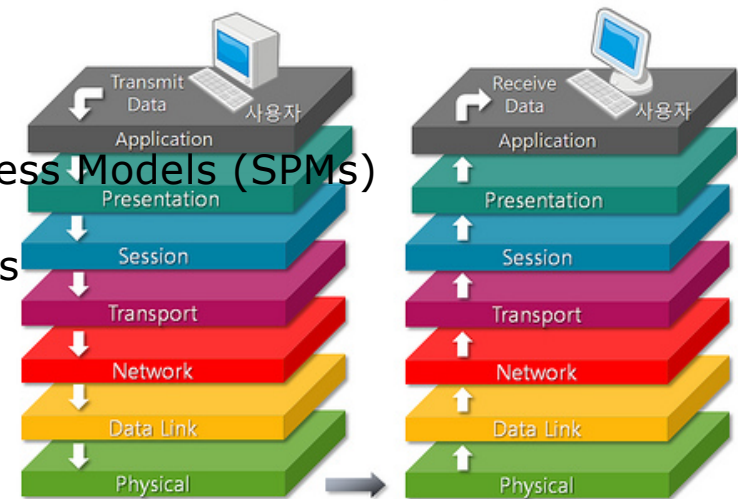 Transmit
Data
사용자
Application
ess Models (SPMs)
Presentation
s
Session
Transport
Network
Data Link
Physical
Receive
Data
사용자
Application
Presentation
Session
Transport
Network
Data Link
Physical